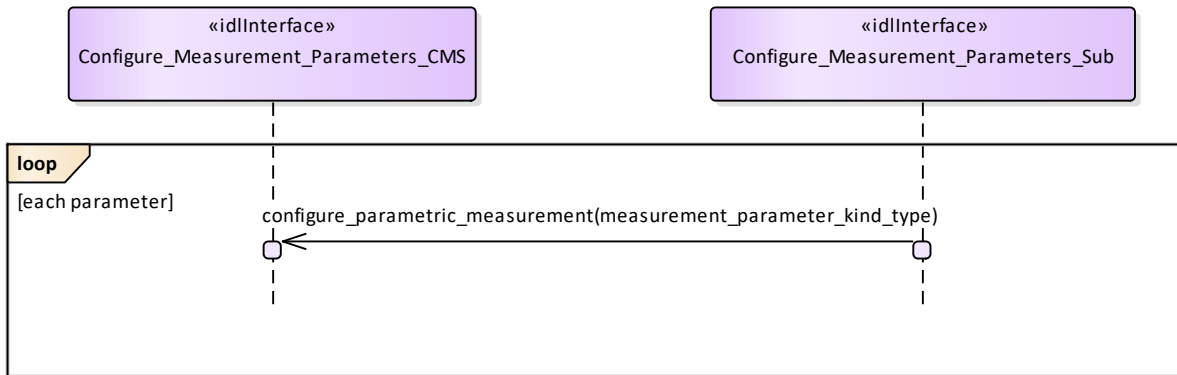 «idlInterface»
Configure_Measurement_Parameters_CMS
«idlInterface»
Configure_Measurement_Parameters_Sub
loop
[each parameter]
configure_parametric_measurement(measurement_parameter_kind_type)